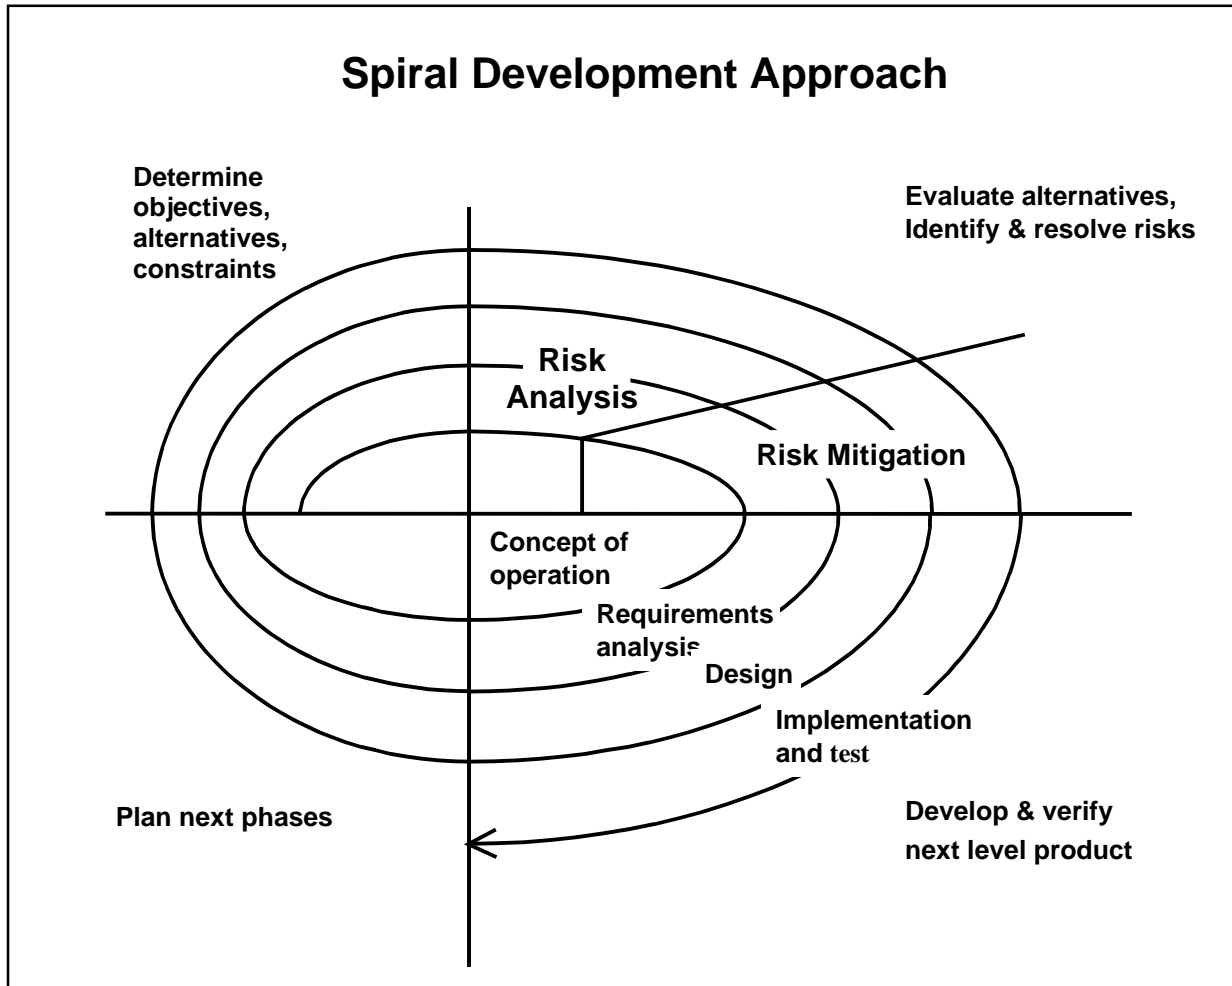 Spiral Development Approach
Determine
objectives,
alternatives,
constraints
Evaluate alternatives,
Identify & resolve risks
Risk
Analysis
Risk Mitigation
Concept of
operation
Requirements
analysis
Design
Implementation
and test
Plan next phases
Develop & verify
next level product